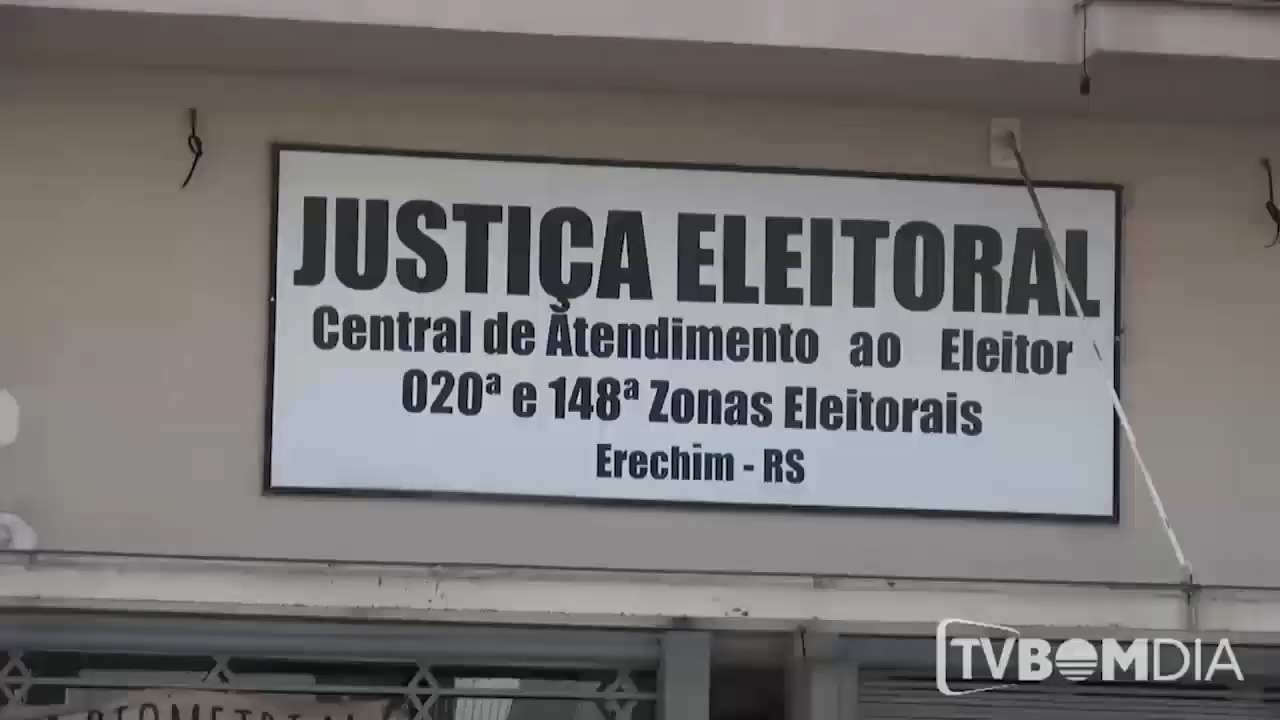 JUSTIÇA ELEITORAL
Central de Atendimento ao Eleitor
020ª e 148ª Zonas Eleitorais
Erechim - RS
TVBOMDIA